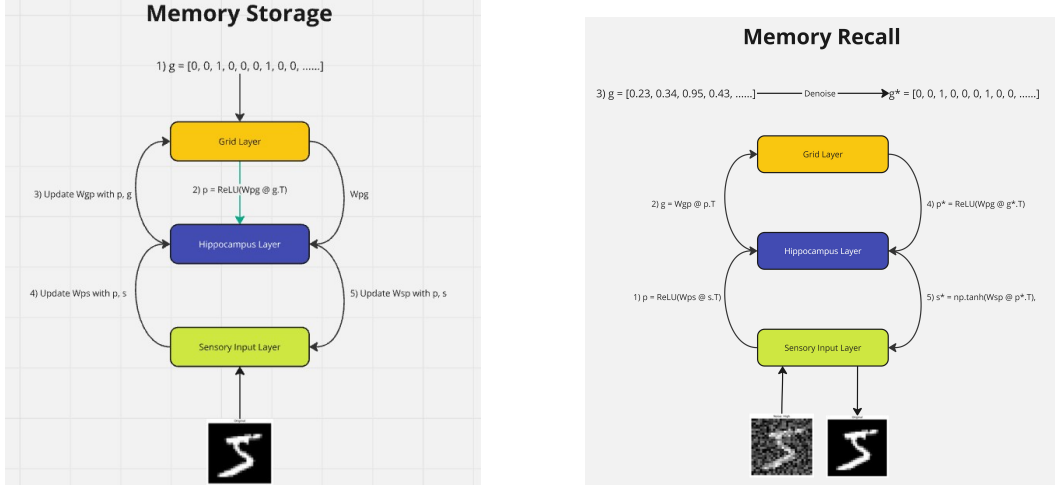 Memory Storage
1) g = [0, 0, 1, 0, 0, 0, 1, 0, 0, ......]
Grid Layer
3) Update Wgp with p, g
2) p = ReLU(Wpg @ g.T)
Wpg
Hippocampus Layer
4) Update Wps with p, s
5) Update Wsp with p, s
Sensory Input Layer
Memory Recall
3) g = [0.23, 0.34, 0.95, 0.43, ......]
Denoise
g* = [0, 0, 1, 0, 0, 0, 1, 0, 0, ......]
Grid Layer
2) g = Wgp @ p.T
4) p* = ReLU(Wpg @ g*.T)
Hippocampus Layer
1) p = ReLU(Wps @ s.T)
5) s* = np.tanh(Wsp @ p*.T),
Sensory Input Layer